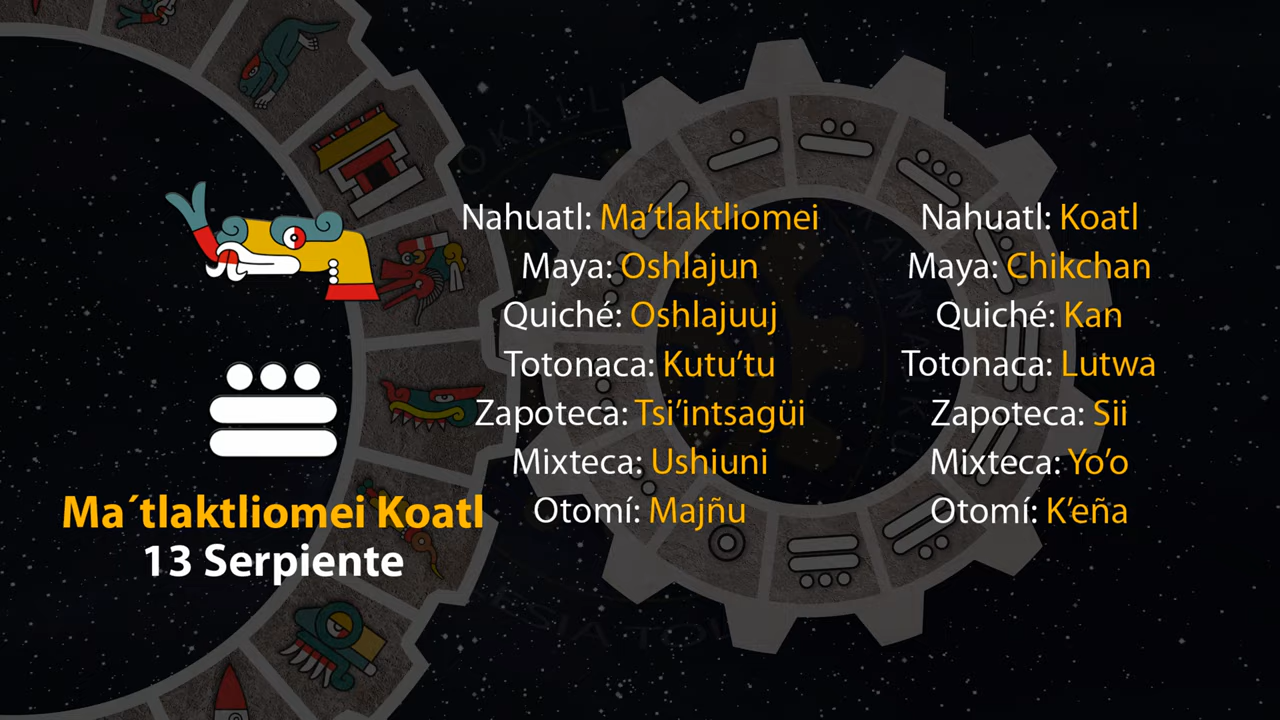 Nahuatl: Ma’tlaktliomei
Maya: Oshlajun
Quiché: Oshlajuuj
Totonaca: Kutu’tu
Zapoteca: Tsi’intsagüi
Mixteca: Ushiuni
Otomí: Majñu
Nahuatl: Koatl
Maya: Chikchan
Quiché: Kan
Totonaca: Lutwa
Zapoteca: Sii
Mixteca: Yo’o
Otomí: K’eña
Ma´tlaktliomei Koatl
13 Serpiente